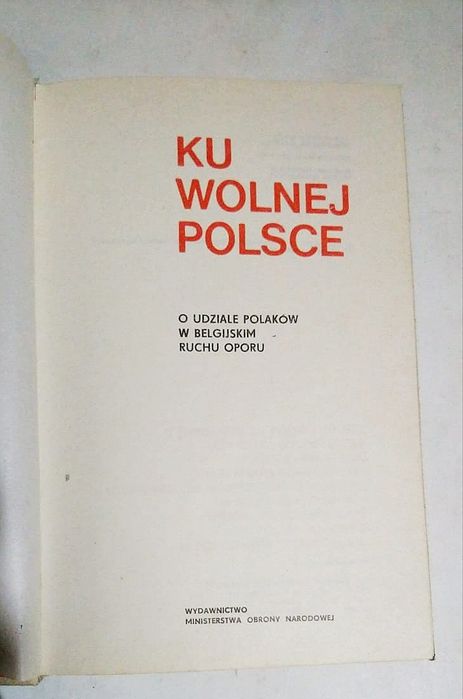 KU
WOLNEJ
POLSCE
O UDZIALE POLAKÓW
W BELGIJSKIM
RUCHU OPORU
WYDAWNICTWO
MINISTERSTWA OBRONY NARODOWEJ